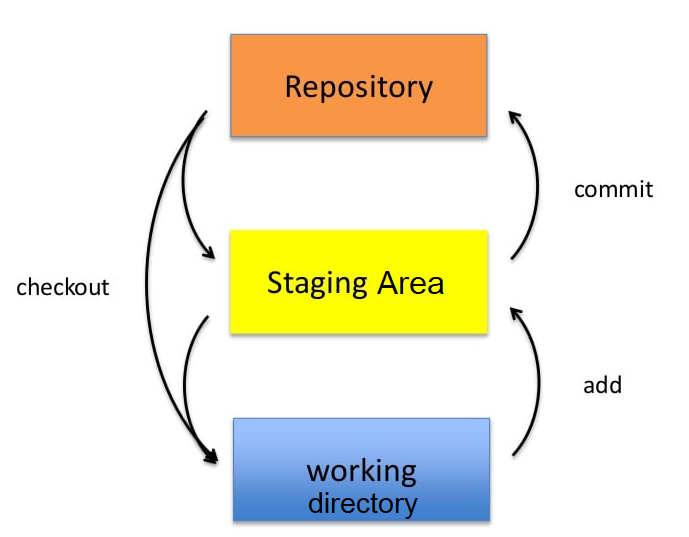 Repository
commit
Staging Area
checkout
add
working
directory